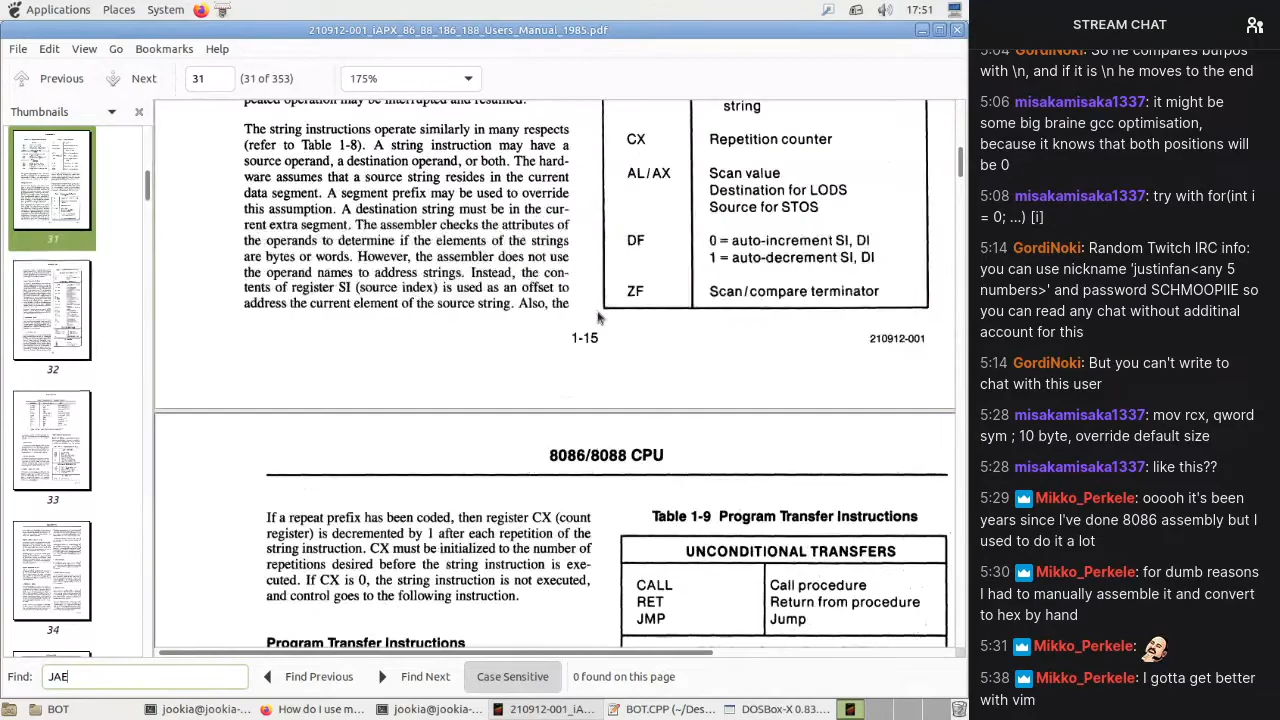 Applications Places System 17:51
210912-001_iAPX_86_88_186_188_Users_Manual_1985.pdf
File Edit View Go Bookmarks Help
Previous Next 31 (31 of 353) 175%
Thumbnails
31
32
33
34
peated operation may be interrupted and resumed.
The string instructions operate similarly in many respects
(refer to Table 1-8). A string instruction may have a
source operand, a destination operand, or both. The hard-
ware assumes that a source string resides in the current
data segment. A segment prefix may be used to override
this assumption. A destination string must be in the cur-
rent extra segment. The assembler checks the attributes of
the operands to determine if the elements of the strings
are bytes or words. However, the assembler does not use
the operand names to address strings. Instead, the con-
tents of register SI (source index) is used as an offset to
address the current element of the source string. Also, the
string
CX Repetition counter
AL/AX Scan value
Destination for LODS
Source for STOS
DF 0 = auto-increment SI, DI
1 = auto-decrement SI, DI
ZF Scan/compare terminator
1-15 210912-001
8086/8088 CPU
If a repeat prefix has been coded, then register CX (count
register) is decremented by 1 after each repetition of the
string instruction. CX must be initialized to the number of
repetitions desired before the string instruction is exe-
cuted. If CX is 0, the string instruction is not executed,
and control goes to the following instruction.
Program Transfer Instructions
Table 1-9 Program Transfer Instructions
UNCONDITIONAL TRANSFERS
CALL Call procedure
RET Return from procedure
JMP Jump
Find: JAE Find Previous Find Next Case Sensitive 0 found on this page
BOT jookia@jookia-... How do I use m... jookia@jookia-... 210912-001_iA... BOT.CPP (~/Des... DOSBox-X 0.83....
STREAM CHAT
5:04 GordiNoki: So he compares bufpos
with \n, and if it is \n he moves to the end
5:06 misakamisaka1337: it might be
some big braine gcc optimisation,
because it knows that both positions will
be 0
5:08 misakamisaka1337: try with for(int i
= 0; ...) [i]
5:14 GordiNoki: Random Twitch IRC info:
you can use nickname 'justinfan<any 5
numbers>' and password SCHMOOPIIE so
you can read any chat without additinal
account for this
5:14 GordiNoki: But you can't write to
chat with this user
5:28 misakamisaka1337: mov rcx, qword
sym ; 10 byte, override default size
5:28 misakamisaka1337: like this??
5:29 Mikko_Perkele: ooooh it's been
years since I've done 8086 assembly but I
used to do it a lot
5:30 Mikko_Perkele: for dumb reasons
I had to manually assemble it and convert
to hex by hand
5:31 Mikko_Perkele:
5:38 Mikko_Perkele: I gotta get better
with vim